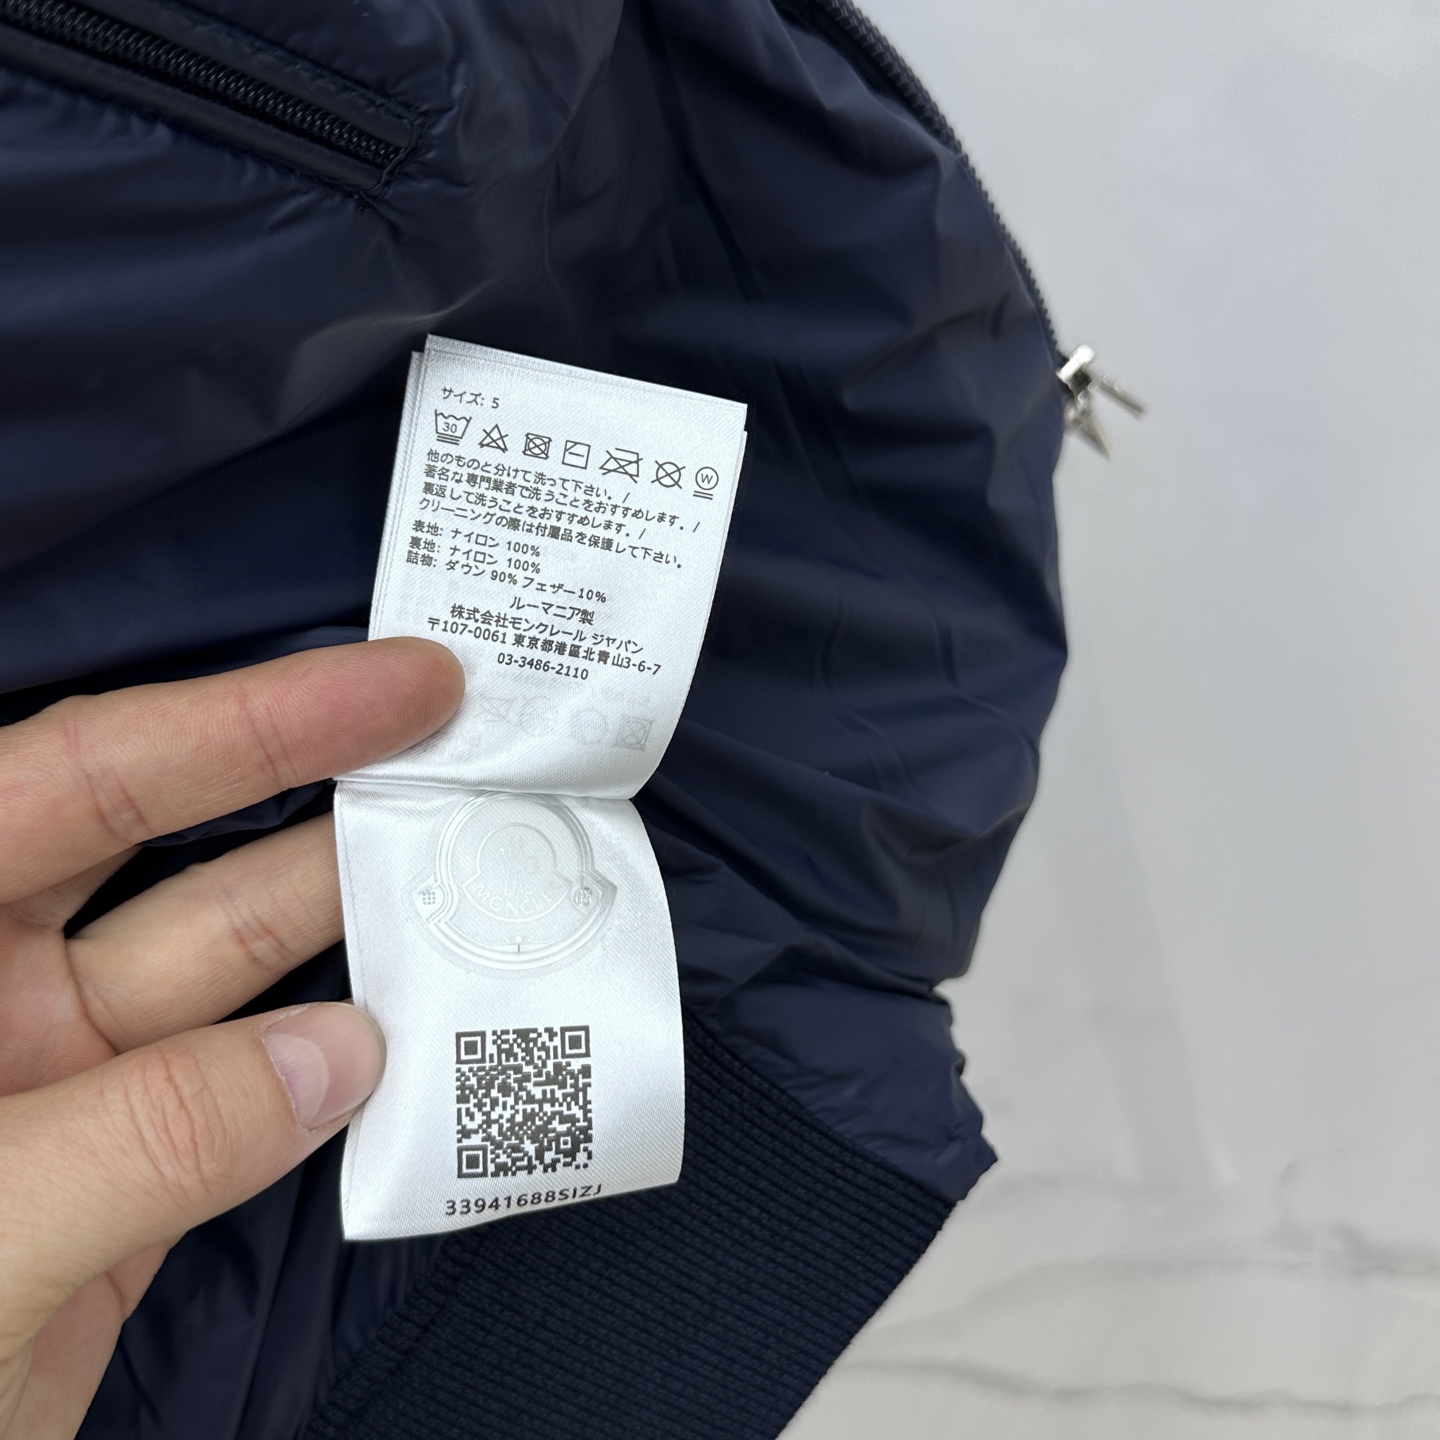 サイズ: 5
30
W
他のものと分けて洗って下さい。/
著名な専門業者で洗うことをおすすめします。/
裏返して洗うことをおすすめします。/
クリーニングの際は付属品を保護して下さい。
表地: ナイロン 100%
裏地: ナイロン 100%
詰物: ダウン 90% フェザー10%
ルーマニア製
株式会社モンクレール ジャパン
〒107-0061 東京都港區北青山3-6-7
03-3486-2110
MONCLER
33941688SIZJ